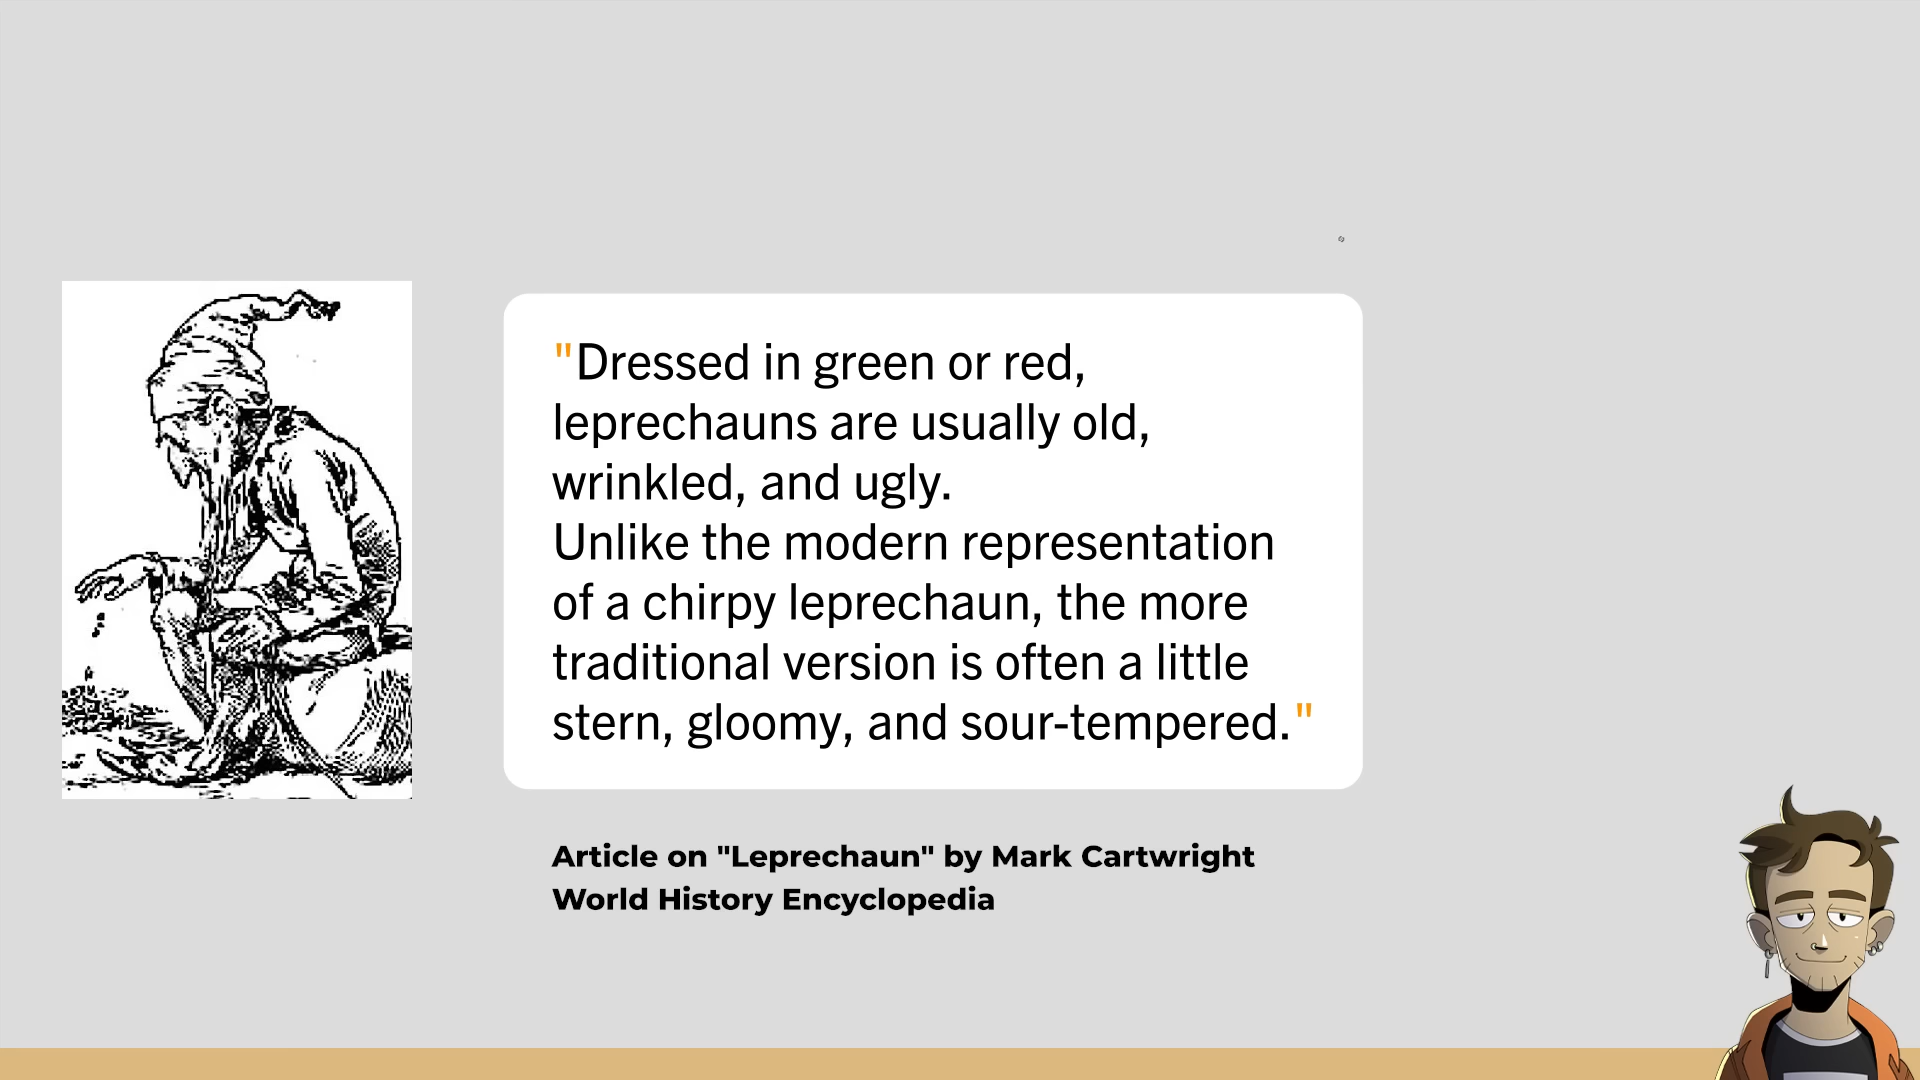 "Dressed in green or red,
leprechauns are usually old,
wrinkled, and ugly.
Unlike the modern representation
of a chirpy leprechaun, the more
traditional version is often a little
stern, gloomy, and sour-tempered."
Article on "Leprechaun" by Mark Cartwright
World History Encyclopedia